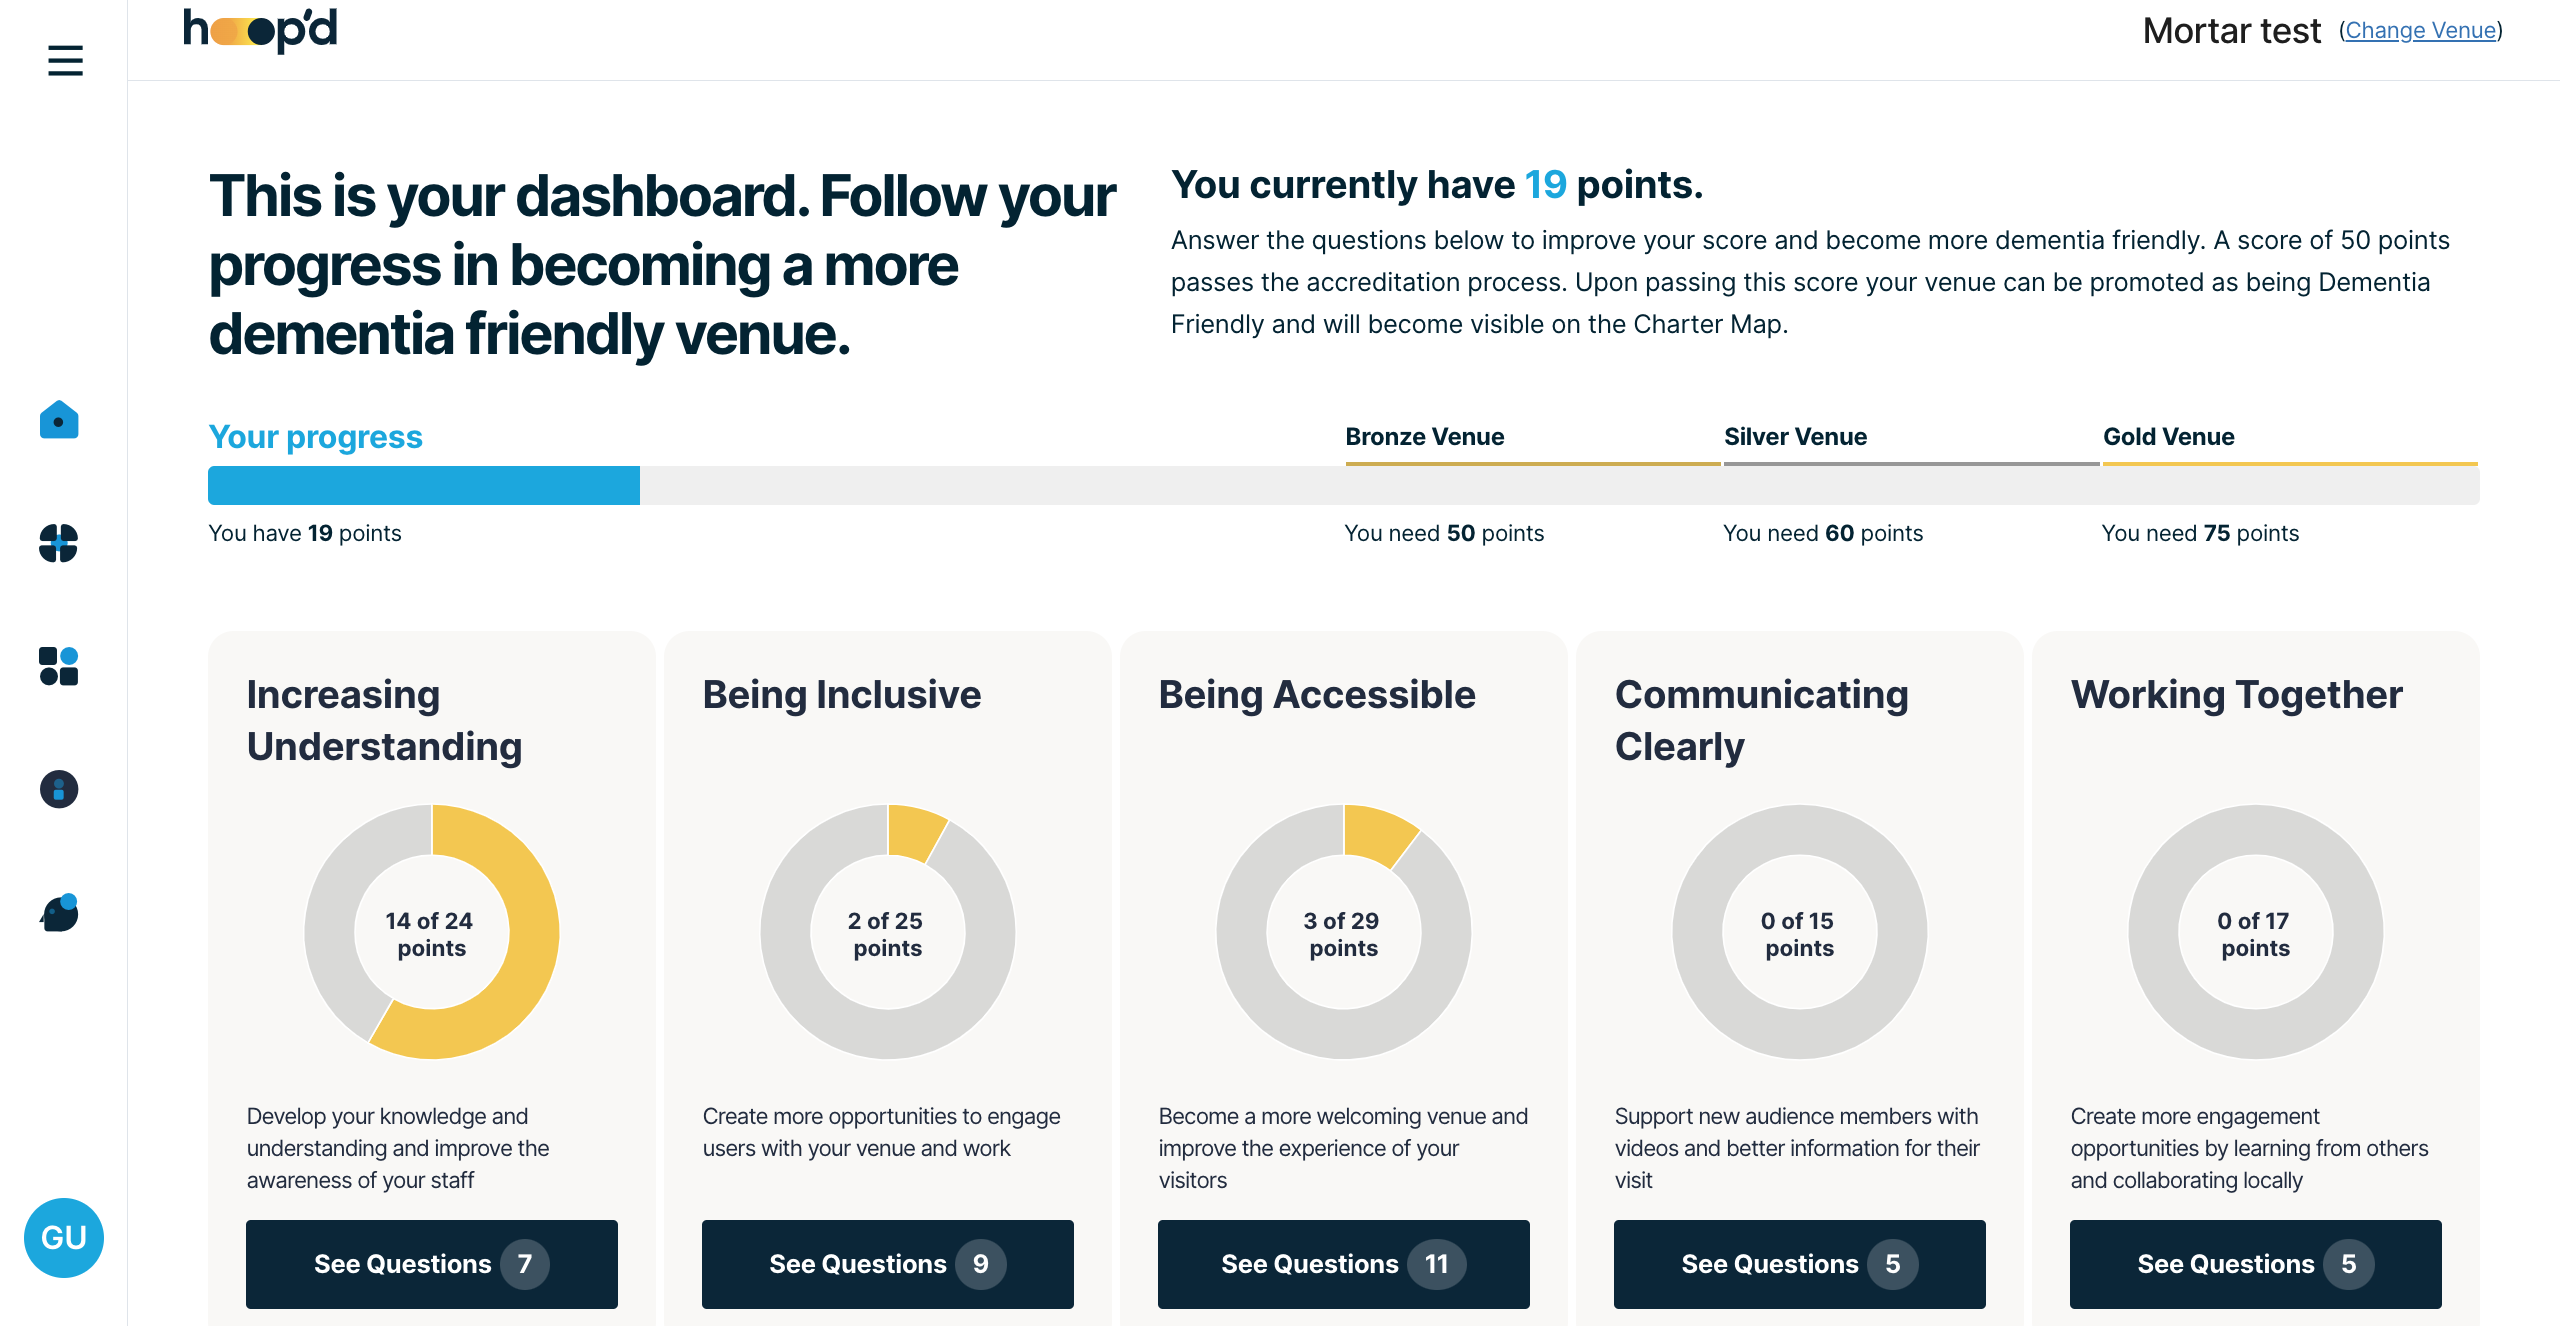 hoop'd
Mortar test (Change Venue)
This is your dashboard. Follow your
progress in becoming a more
dementia friendly venue.
You currently have 19 points.
Answer the questions below to improve your score and become more dementia friendly. A score of 50 points
passes the accreditation process. Upon passing this score your venue can be promoted as being Dementia
Friendly and will become visible on the Charter Map.
Your progress
Bronze Venue
Silver Venue
Gold Venue
You have 19 points
You need 50 points
You need 60 points
You need 75 points
Increasing
Understanding
14 of 24
points
Develop your knowledge and
understanding and improve the
awareness of your staff
See Questions 7
Being Inclusive
2 of 25
points
Create more opportunities to engage
users with your venue and work
See Questions 9
Being Accessible
3 of 29
points
Become a more welcoming venue and
improve the experience of your
visitors
See Questions 11
Communicating
Clearly
0 of 15
points
Support new audience members with
videos and better information for their
visit
See Questions 5
Working Together
0 of 17
points
Create more engagement
opportunities by learning from others
and collaborating locally
See Questions 5
GU